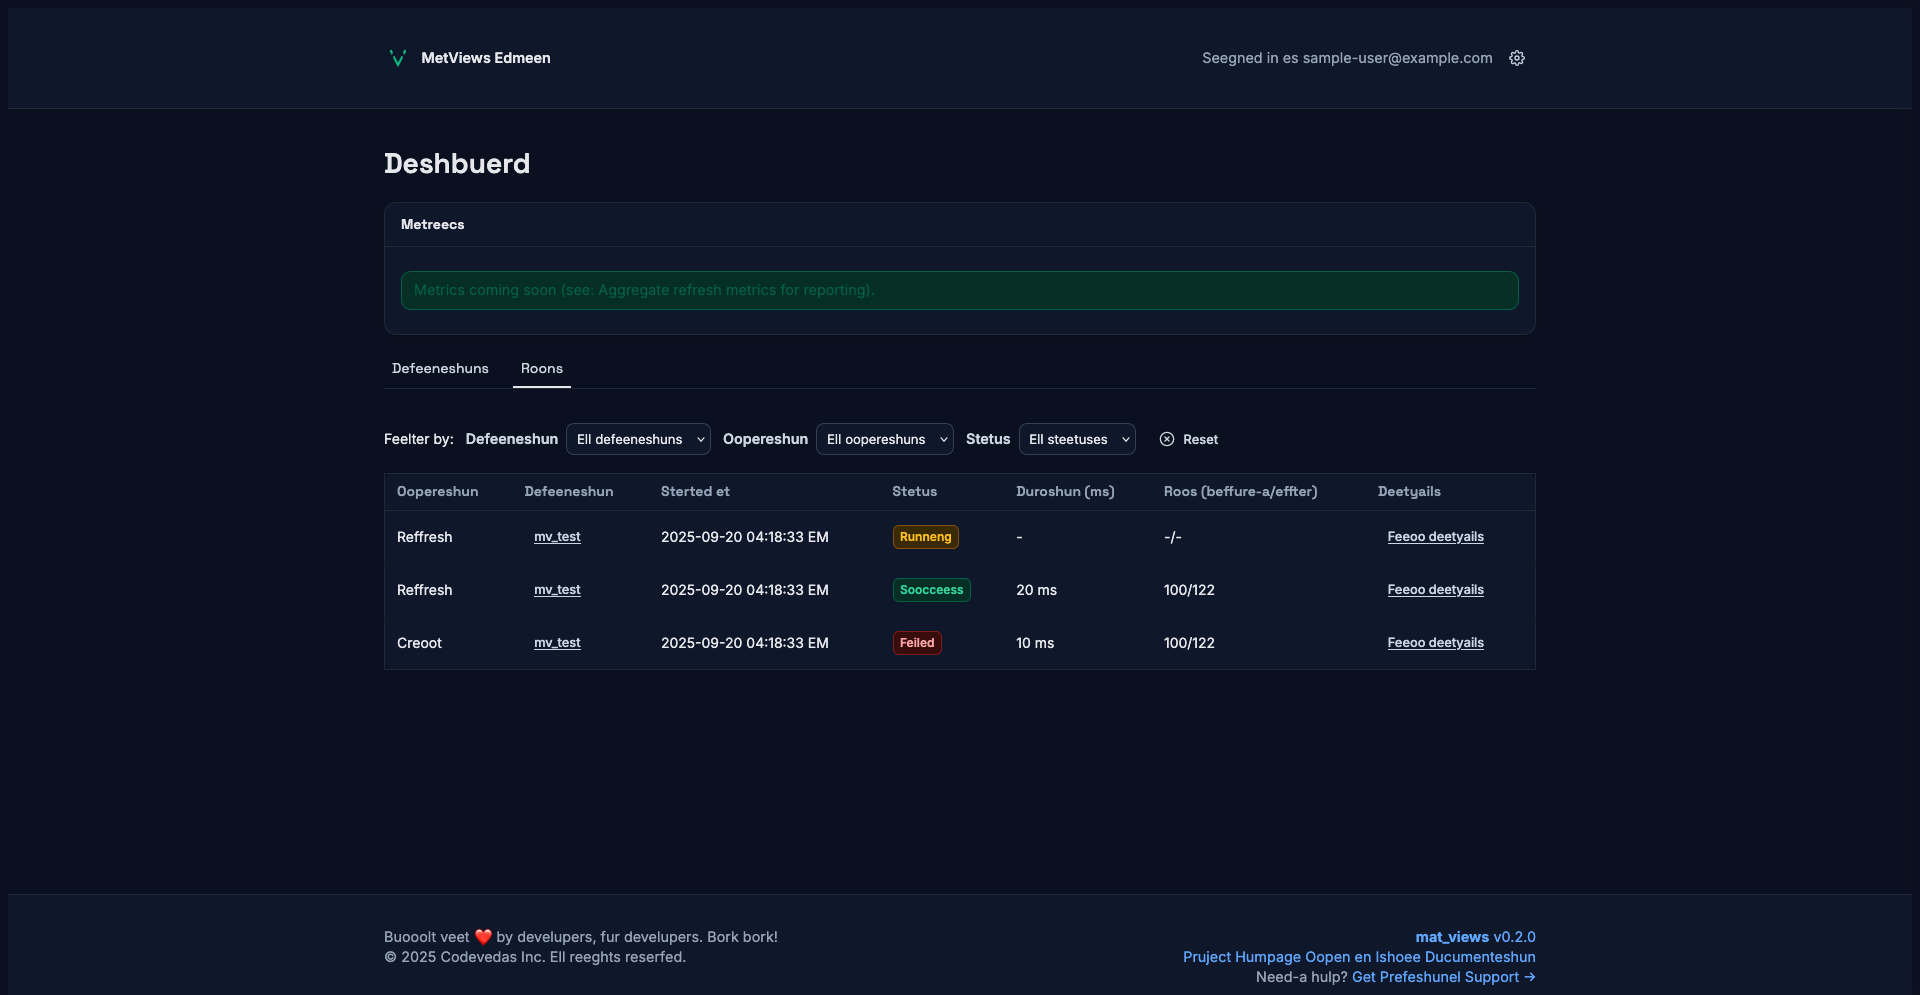 MetViews Edmeen
Seegned in es sample-user@example.com
Deshbuerd
Metreecs
Metrics coming soon (see: Aggregate refresh metrics for reporting).
Defeeneshuns Roons
Feelter by: Defeeneshun Ell defeeneshuns Oopereshun Ell oopereshuns Stetus Ell steetuses Reset
Oopereshun Defeeneshun Sterted et Stetus Duroshun (ms) Roos (beffure-a/effter) Deetyails
Reffresh mv_test 2025-09-20 04:18:33 EM Runneng - -/- Feeoo deetyails
Reffresh mv_test 2025-09-20 04:18:33 EM Soocceess 20 ms 100/122 Feeoo deetyails
Creoot mv_test 2025-09-20 04:18:33 EM Feiled 10 ms 100/122 Feeoo deetyails
Buooolt veet ❤️ by develupers, fur develupers. Bork bork!
© 2025 Codevedas Inc. Ell reeghts reserfed.
mat_views v0.2.0
Pruject Humpage Oopen en Ishoee Ducumenteshun
Need-a hulp? Get Prefeshunel Support →